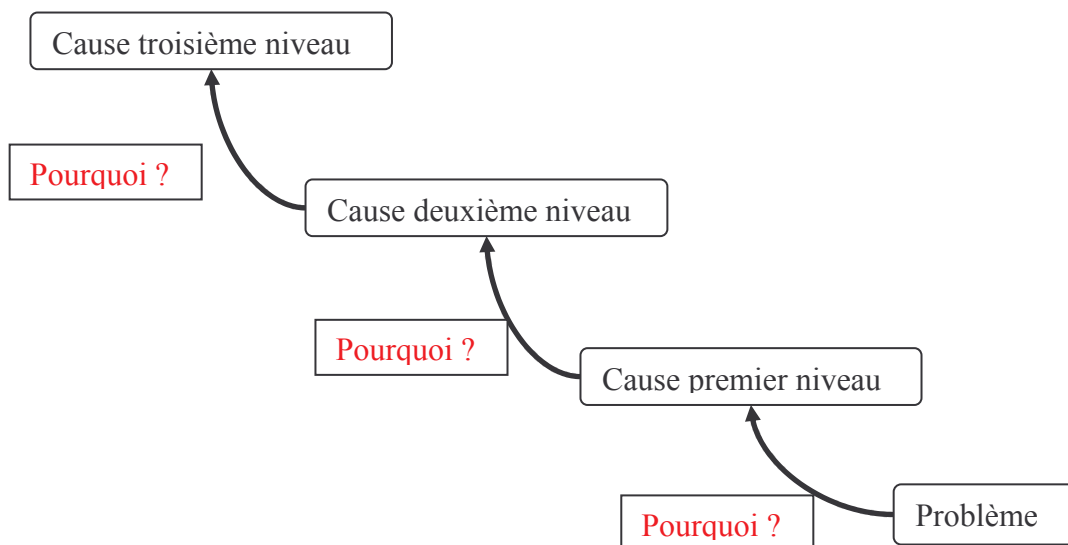 Cause troisième niveau
Pourquoi ?
Cause deuxième niveau
Pourquoi ?
Cause premier niveau
Pourquoi ?
Problème